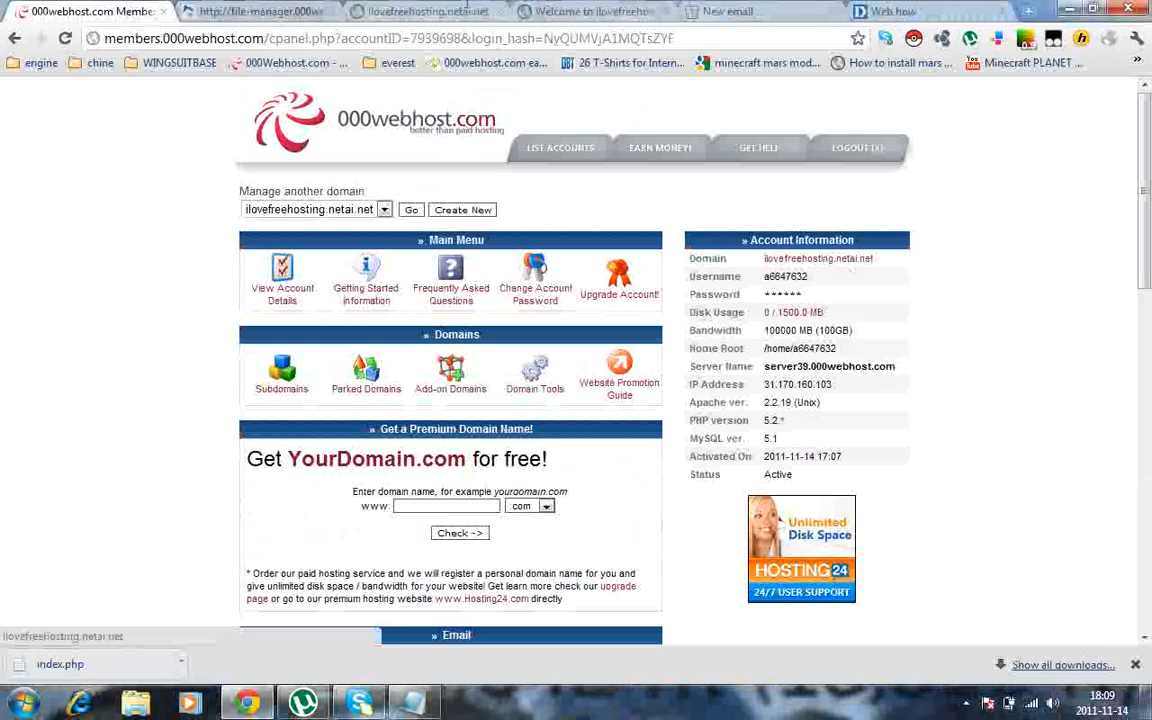 000webhost.com Membe
http://file-manager.000we
ilovefreehosting.netai.net
Welcome to ilovefreeho
New email
Web how
members.000webhost.com/cpanel.php?accountID=7939698&login_hash=NyQUMVjA1MQTsZYF
engine chine WINGSUITBASE 000Webhost.com - ... everest 000webhost.com ea... 26 T-Shirts for Intern... minecraft mars mod... How to install mars ... Minecraft PLANET ... »
000webhost.com
better than paid hosting
LIST ACCOUNTS EARN MONEY! GET HELP LOGOUT [X]
Manage another domain
ilovefreehosting.netai.net Go Create New
» Main Menu
View Account Details
Getting Started Information
Frequently Asked Questions
Change Account Password
Upgrade Account!
» Domains
Subdomains
Parked Domains
Add-on Domains
Domain Tools
Website Promotion Guide
» Get a Premium Domain Name!
Get YourDomain.com for free!
Enter domain name, for example yourdomain.com
www. .com
Check ->
* Order our paid hosting service and we will register a personal domain name for you and
give unlimited disk space / bandwidth for your website! Get learn more check our upgrade
page or go to our premium hosting website www.Hosting24.com directly
» Email
» Account Information
Domain ilovefreehosting.netai.net
Username a6647632
Password ******
Disk Usage 0 / 1500.0 MB
Bandwidth 100000 MB (100GB)
Home Root /home/a6647632
Server Name server39.000webhost.com
IP Address 31.170.160.103
Apache ver. 2.2.19 (Unix)
PHP version 5.2.*
MySQL ver. 5.1
Activated On 2011-11-14 17:07
Status Active
Unlimited
Disk Space
HOSTING 24
24/7 USER SUPPORT
ilovefreehosting.netai.net
index.php
Show all downloads...
18:09
2011-11-14